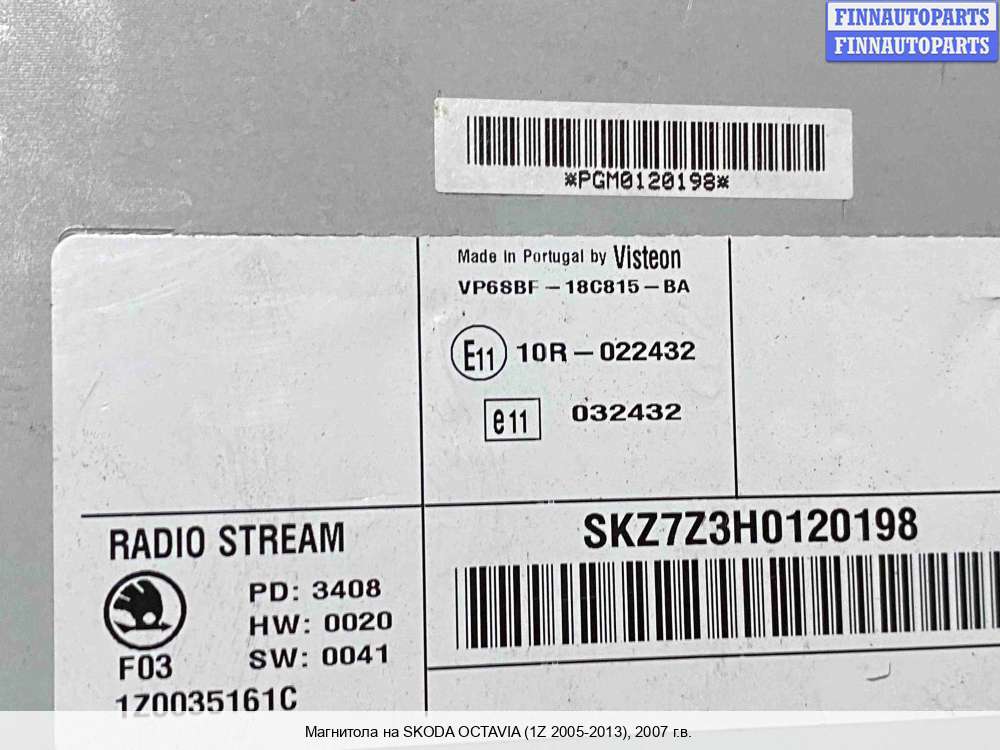 FINNAUTOPARTS
FINNAUTOPARTS
*PGM0120198*
Made in Portugal by Visteon
VP6SBF-18C815-BA
E11 10R-022432
e11 032432
RADIO STREAM
SKZ7Z3H0120198
PD: 3408
HW: 0020
SW: 0041
F03
1Z0035161C
Магнитола на SKODA OCTAVIA (1Z 2005-2013), 2007 г.в.